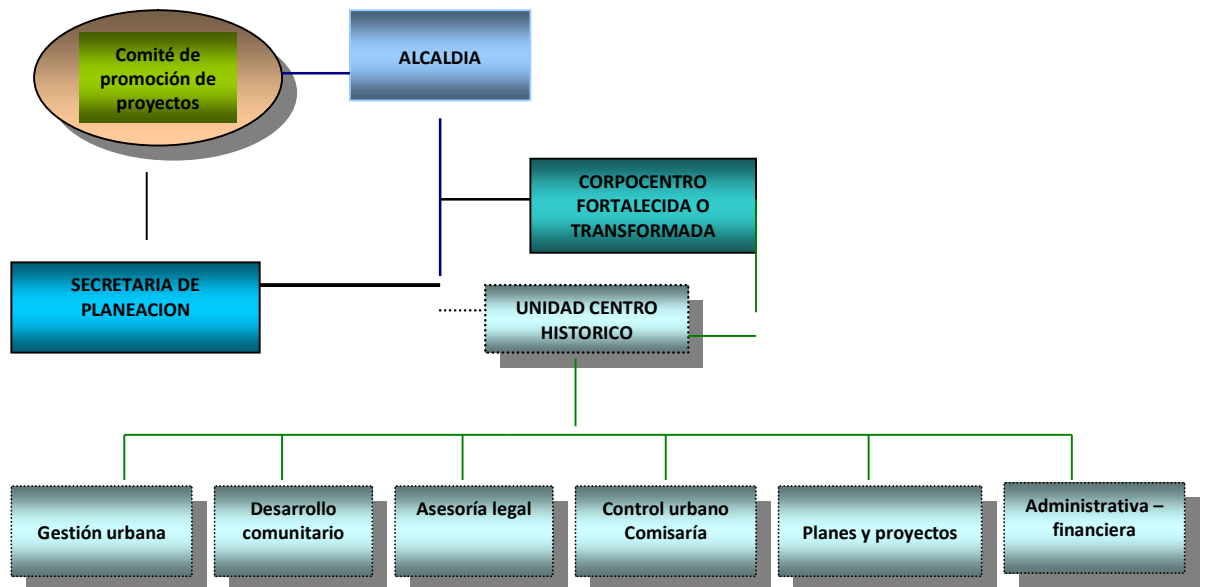 Comité de
promoción de
proyectos
ALCALDIA
CORPOCENTRO
FORTALECIDA O
TRANSFORMADA
SECRETARIA DE
PLANEACION
UNIDAD CENTRO
HISTORICO
Gestión urbana
Desarrollo
comunitario
Asesoría legal
Control urbano
Comisaría
Planes y proyectos
Administrativa –
financiera